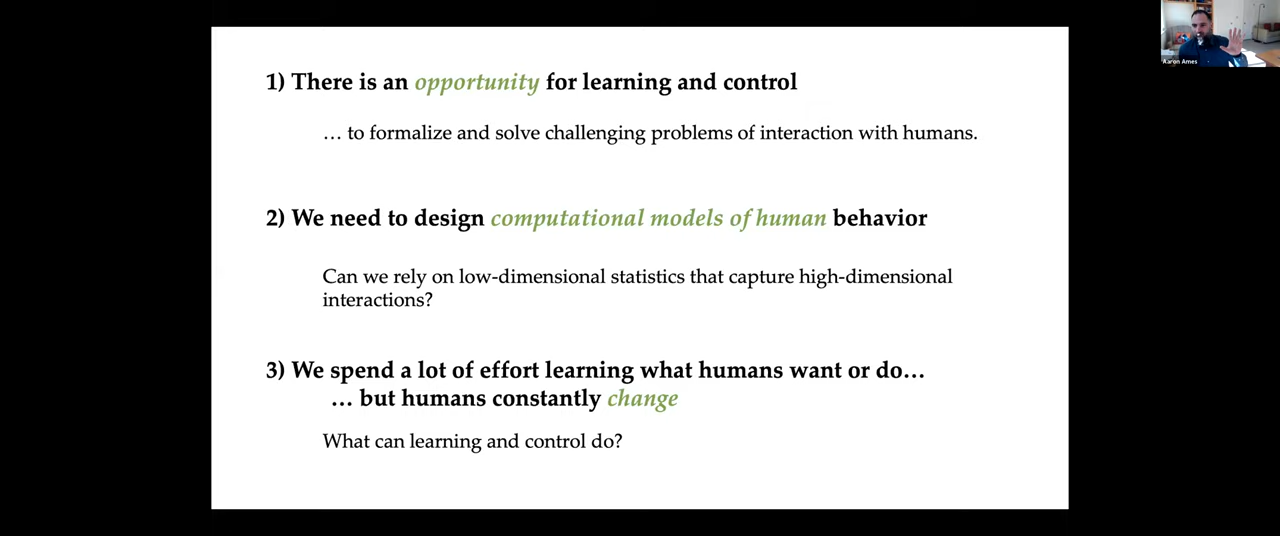 1) There is an opportunity for learning and control
… to formalize and solve challenging problems of interaction with humans.
2) We need to design computational models of human behavior
Can we rely on low-dimensional statistics that capture high-dimensional
interactions?
3) We spend a lot of effort learning what humans want or do…
… but humans constantly change
What can learning and control do?
Aaron Ames